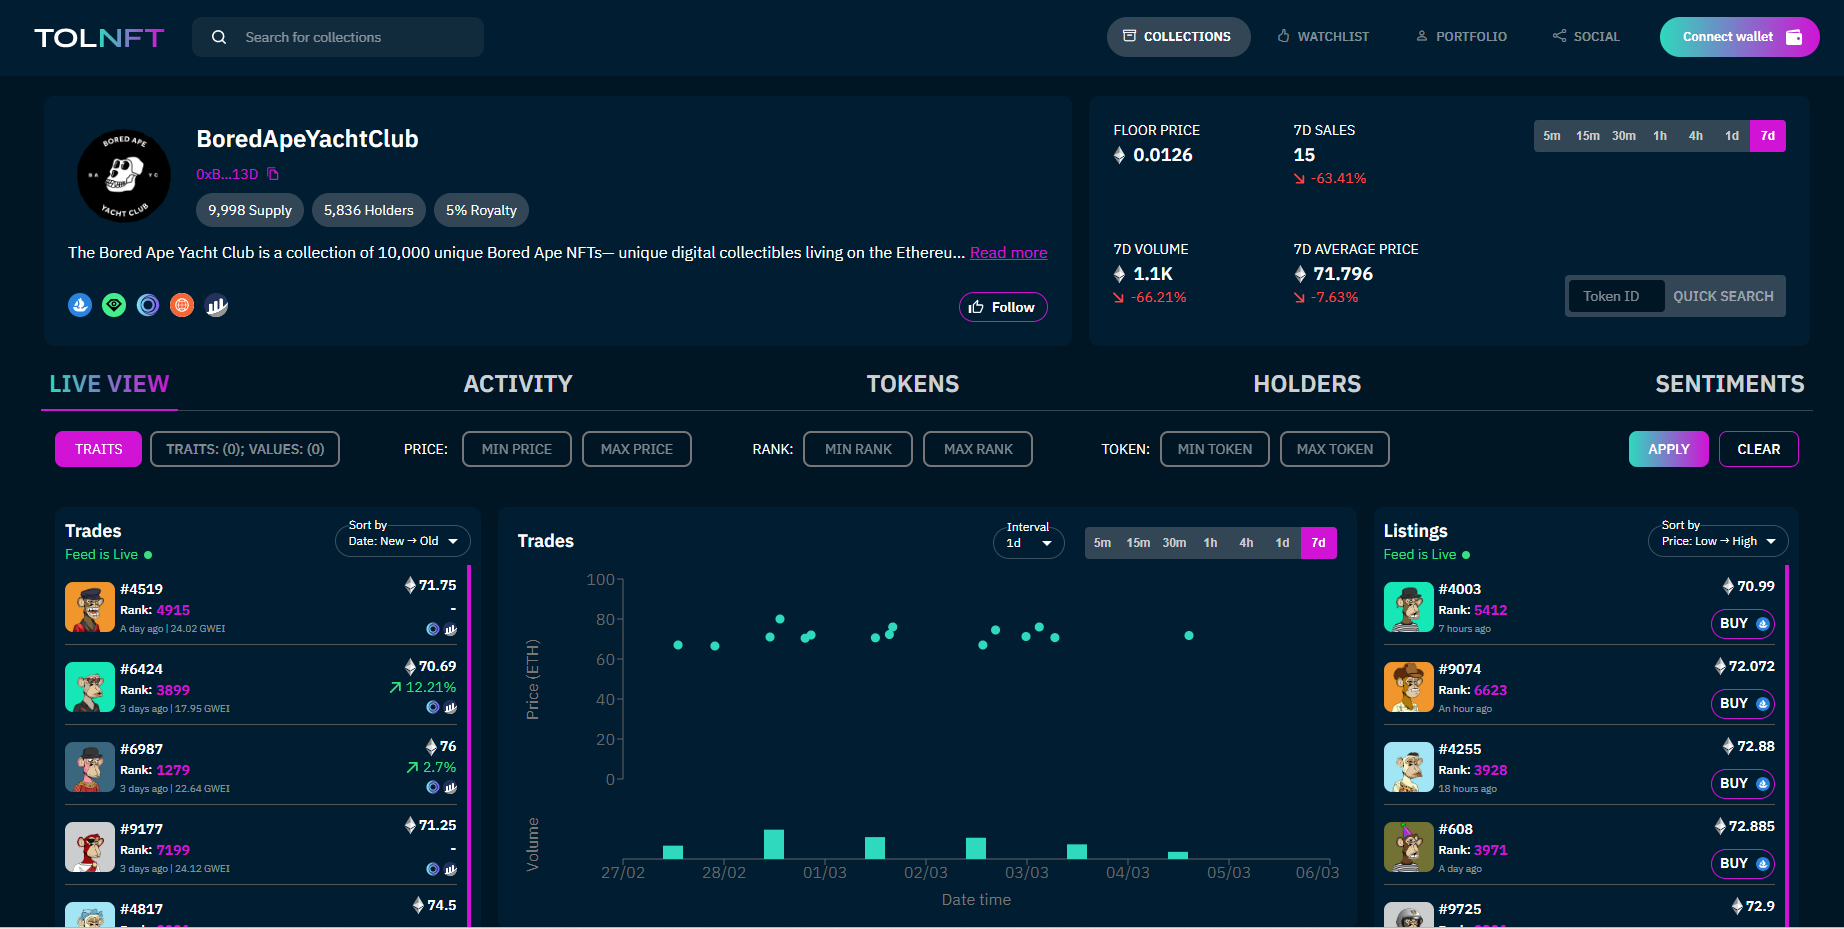 TOLNFT
Search for collections
COLLECTIONS
WATCHLIST
PORTFOLIO
SOCIAL
Connect wallet
BORED APE
BA YC
YACHT CLUB
BoredApeYachtClub
0xB...13D
9,998 Supply
5,836 Holders
5% Royalty
The Bored Ape Yacht Club is a collection of 10,000 unique Bored Ape NFTs— unique digital collectibles living on the Ethereu... Read more
Follow
FLOOR PRICE
0.0126
7D SALES
15
-63.41%
5m 15m 30m 1h 4h 1d 7d
7D VOLUME
1.1K
-66.21%
7D AVERAGE PRICE
71.796
-7.63%
Token ID
QUICK SEARCH
LIVE VIEW
ACTIVITY
TOKENS
HOLDERS
SENTIMENTS
TRAITS
TRAITS: (0); VALUES: (0)
PRICE:
MIN PRICE
MAX PRICE
RANK:
MIN RANK
MAX RANK
TOKEN:
MIN TOKEN
MAX TOKEN
APPLY
CLEAR
Trades
Feed is Live
Sort by
Date: New → Old
#4519
71.75
Rank: 4915
-
A day ago | 24.02 GWEI
#6424
70.69
Rank: 3899
12.21%
3 days ago | 17.95 GWEI
#6987
76
Rank: 1279
2.7%
3 days ago | 22.64 GWEI
#9177
71.25
Rank: 7199
-
3 days ago | 24.12 GWEI
#4817
74.5
Trades
Interval
1d
5m 15m 30m 1h 4h 1d 7d
Price (ETH)
100
80
60
40
20
0
Volume
27/02 28/02 01/03 02/03 03/03 04/03 05/03 06/03
Date time
Listings
Feed is Live
Sort by
Price: Low → High
#4003
70.99
Rank: 5412
7 hours ago
BUY
#9074
72.072
Rank: 6623
An hour ago
BUY
#4255
72.88
Rank: 3928
18 hours ago
BUY
#608
72.885
Rank: 3971
A day ago
BUY
#9725
72.9